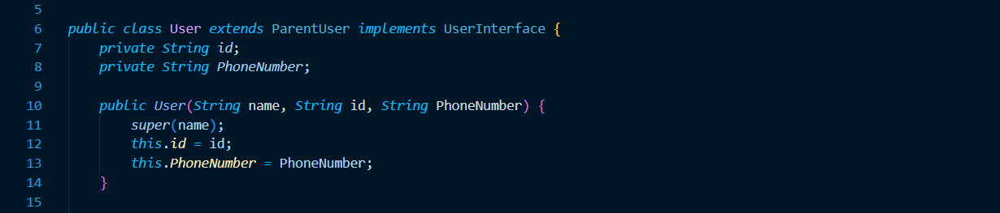 5
6 public class User extends ParentUser implements UserInterface {
7 private String id;
8 private String PhoneNumber;
9
10 public User(String name, String id, String PhoneNumber) {
11 super(name);
12 this.id = id;
13 this.PhoneNumber = PhoneNumber;
14 }
15